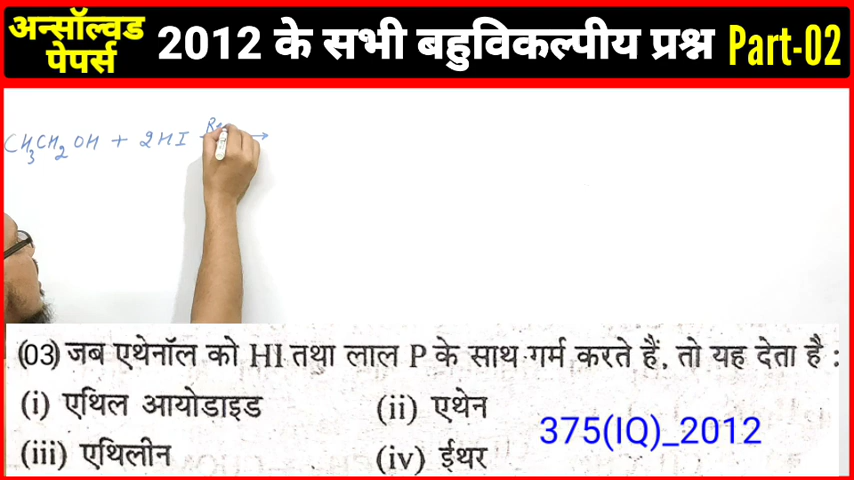 अन्सॉल्वड
पेपर्स
2012 के सभी बहुविकल्पीय प्रश्न Part-02
CH₃CH₂OH + 2HI →
(03) जब एथेनॉल को HI तथा लाल P के साथ गर्म करते हैं, तो यह देता है :
(i) एथिल आयोडाइड
(ii) एथेन
375(IQ)_2012
(iii) एथिलीन
(iv) ईथर